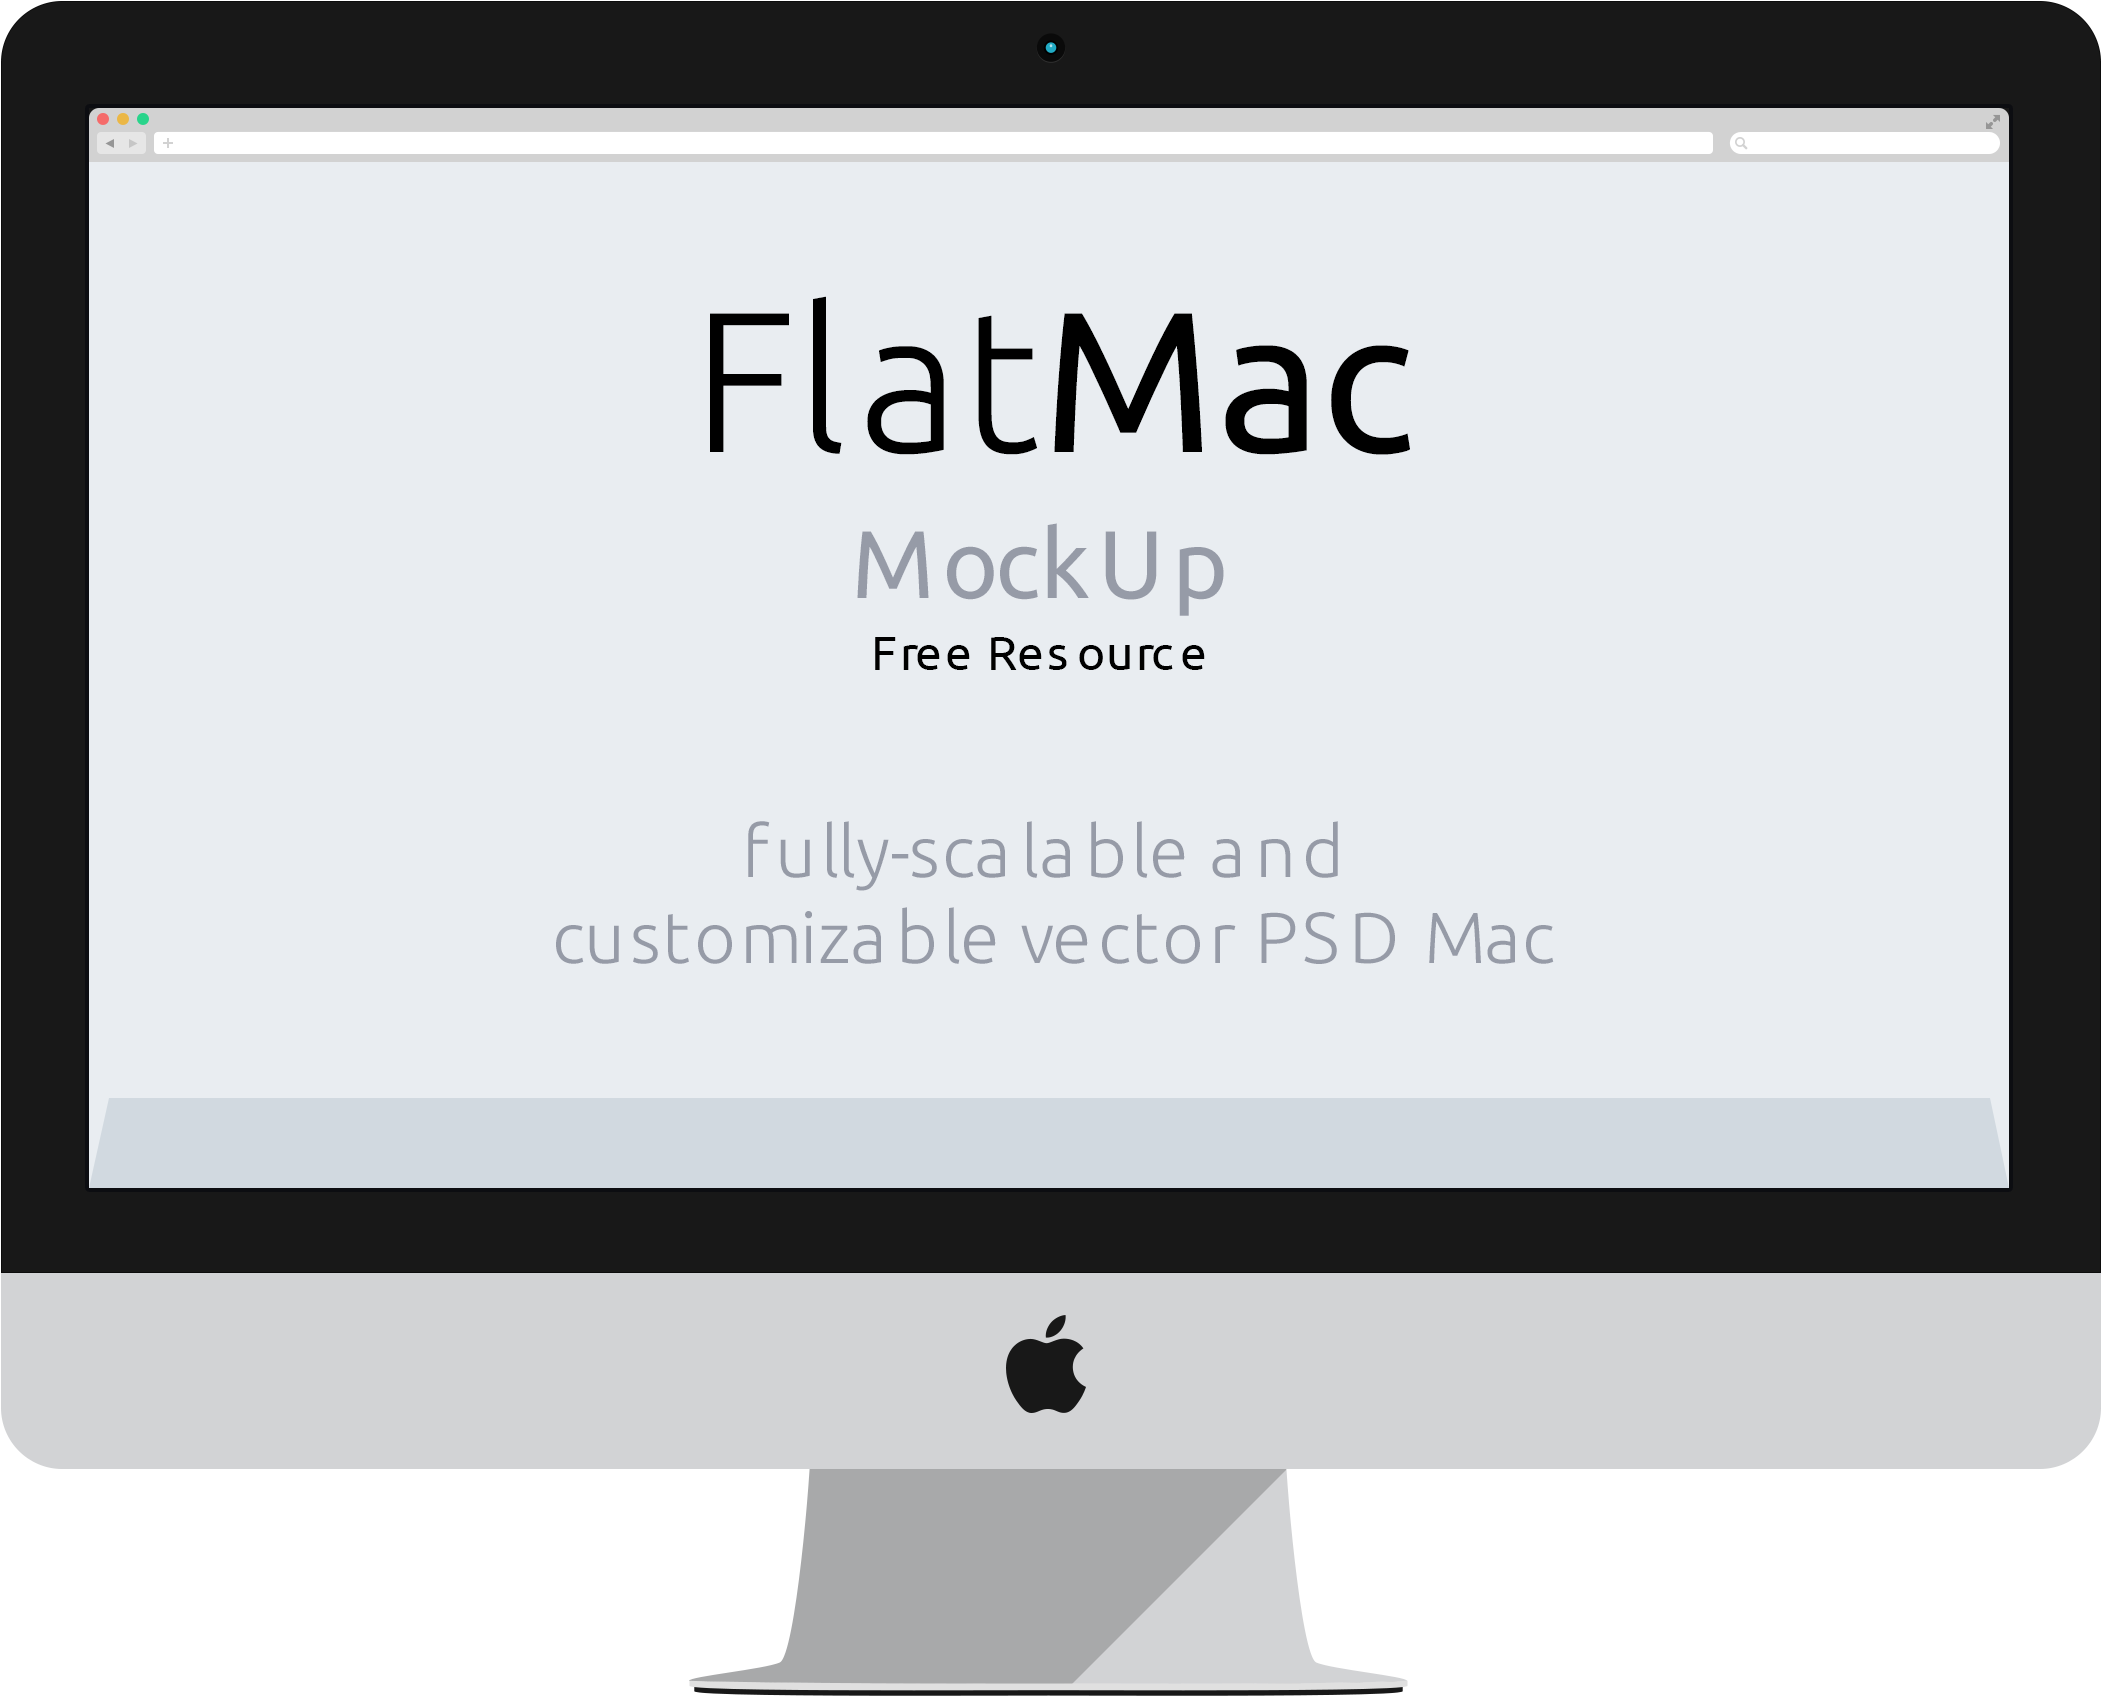 FlatMac
MockUp
Free Resource
fully-scalable and
customizable vector PSD Mac